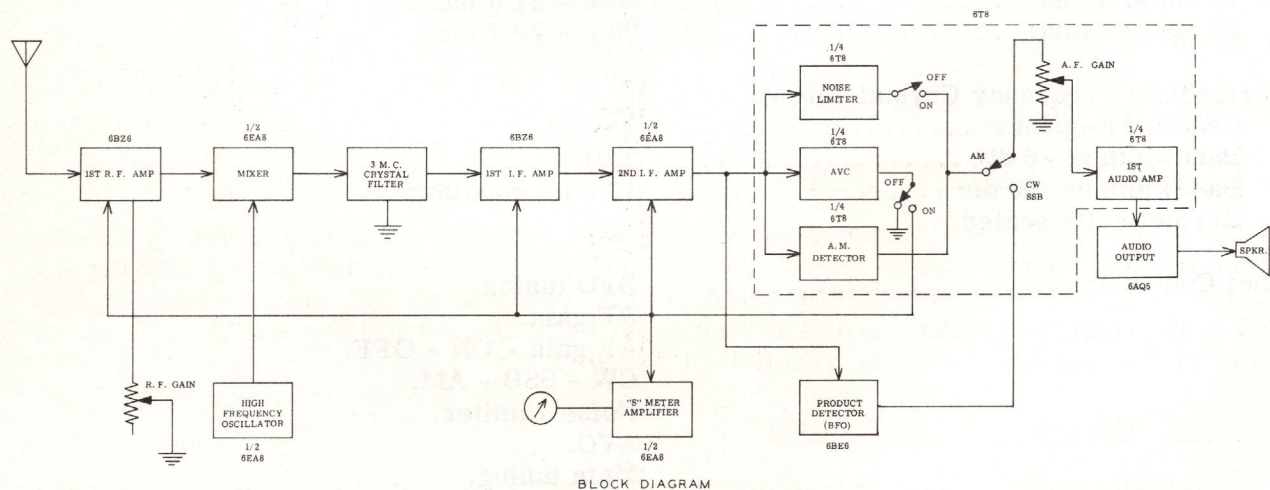 6T8
1/4
6T8
NOISE
LIMITER
OFF
ON
A.F. GAIN
6BZ6
1ST R.F. AMP
1/2
6EA8
MIXER
3 M.C.
CRYSTAL
FILTER
6BZ6
1ST I.F. AMP
1/2
6EA8
2ND I.F. AMP
1/4
6T8
AVC
OFF
ON
AM
CW
SSB
1/4
6T8
1ST
AUDIO AMP
1/4
6T8
A.M.
DETECTOR
AUDIO
OUTPUT
6AQ5
SPKR.
R.F. GAIN
HIGH
FREQUENCY
OSCILLATOR
1/2
6EA8
"S" METER
AMPLIFIER
1/2
6EA8
PRODUCT
DETECTOR
(BFO)
6BE6
BLOCK DIAGRAM